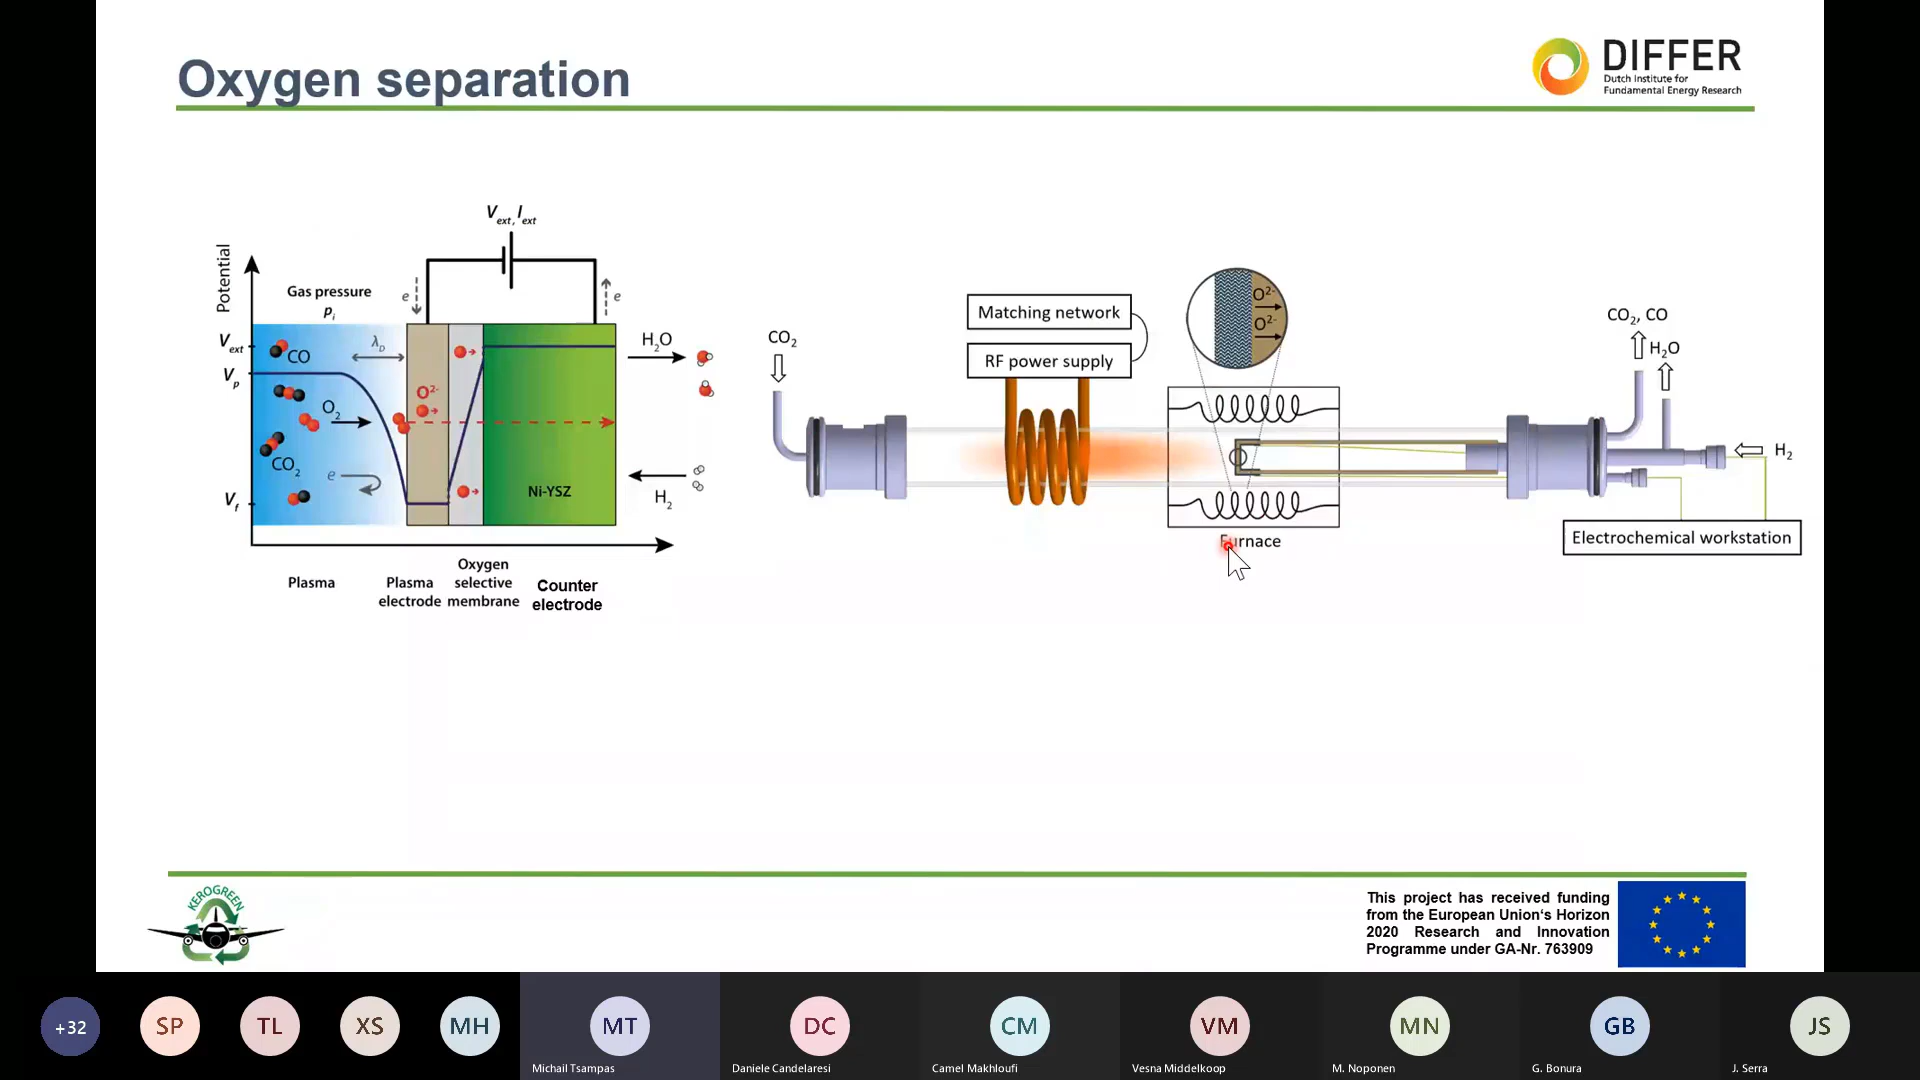 Oxygen separation
DIFFER
Dutch Institute for
Fundamental Energy Research
Vext, Iext
Potential
Gas pressure
pi
e
e
Vext
CO
λD
Vp
O2-
O2
CO2
e
Vf
Ni-YSZ
H2O
H2
Plasma
Plasma
electrode
Oxygen
selective
membrane
Counter
electrode
CO2
Matching network
RF power supply
O2-
O2-
Furnace
CO2, CO
H2O
H2
Electrochemical workstation
KEROGREEN
This project has received funding
from the European Union's Horizon
2020 Research and Innovation
Programme under GA-Nr. 763909
+32
SP
TL
XS
MH
MT
Michail Tsampas
DC
Daniele Candelaresi
CM
Camel Makhloufi
VM
Vesna Middelkoop
MN
M. Noponen
GB
G. Bonura
JS
J. Serra